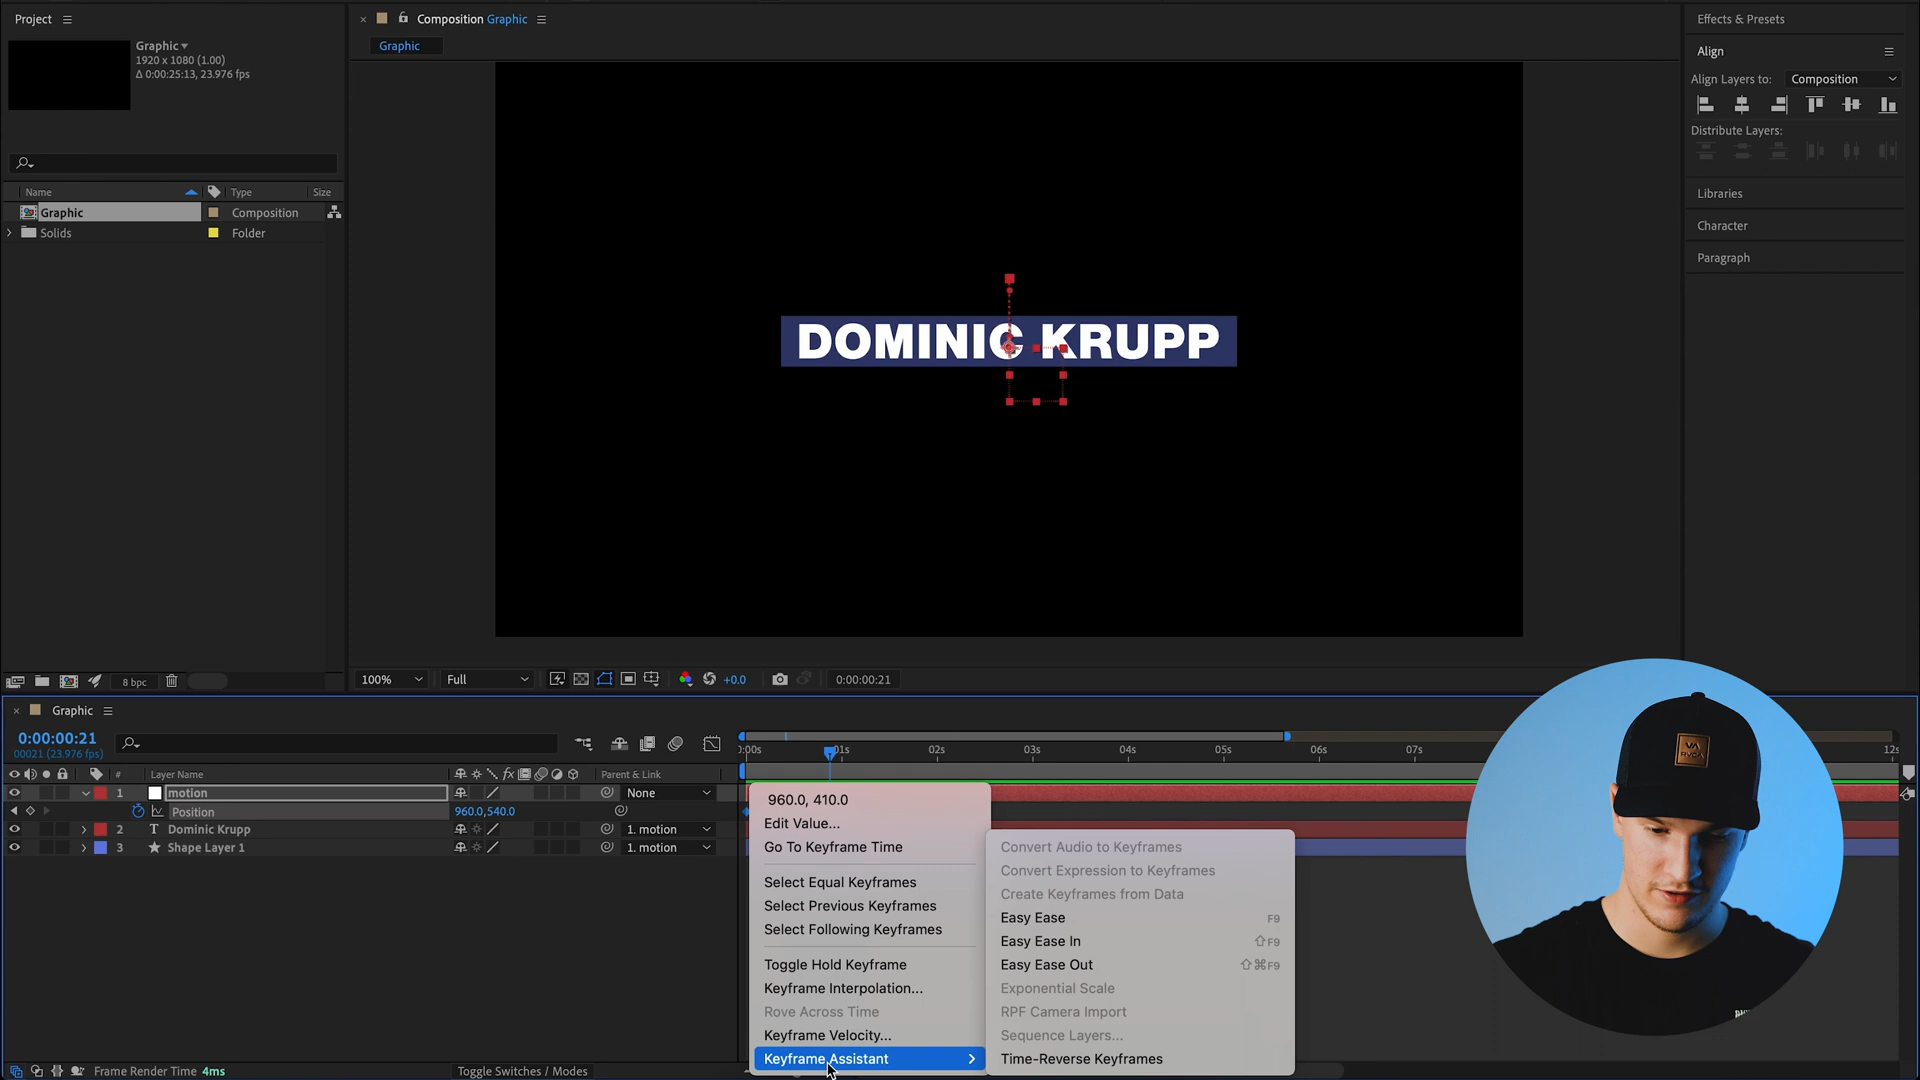 Project
Graphic
1920 x 1080 (1.00)
Δ 0:00:25:13, 23.976 fps
Name Type Size
Graphic Composition
Solids Folder
8 bpc
Composition Graphic
Graphic
DOMINIC KRUPP
100% Full +0.0 0:00:00:21
Effects & Presets
Align
Align Layers to: Composition
Distribute Layers:
Libraries
Character
Paragraph
Graphic
0:00:00:21
00021 (23.976 fps)
:00s 01s 02s 03s 04s 05s 06s 07s 12s
# Layer Name fx Parent & Link
1 motion None
Position 960.0,540.0
2 T Dominic Krupp 1. motion
3 Shape Layer 1 1. motion
960.0, 410.0
Edit Value...
Go To Keyframe Time
Select Equal Keyframes
Select Previous Keyframes
Select Following Keyframes
Toggle Hold Keyframe
Keyframe Interpolation...
Rove Across Time
Keyframe Velocity...
Keyframe Assistant
Convert Audio to Keyframes
Convert Expression to Keyframes
Create Keyframes from Data
Easy Ease F9
Easy Ease In ⇧F9
Easy Ease Out ⇧⌘F9
Exponential Scale
RPF Camera Import
Sequence Layers...
Time-Reverse Keyframes
VA
RVCA
Frame Render Time 4ms
Toggle Switches / Modes